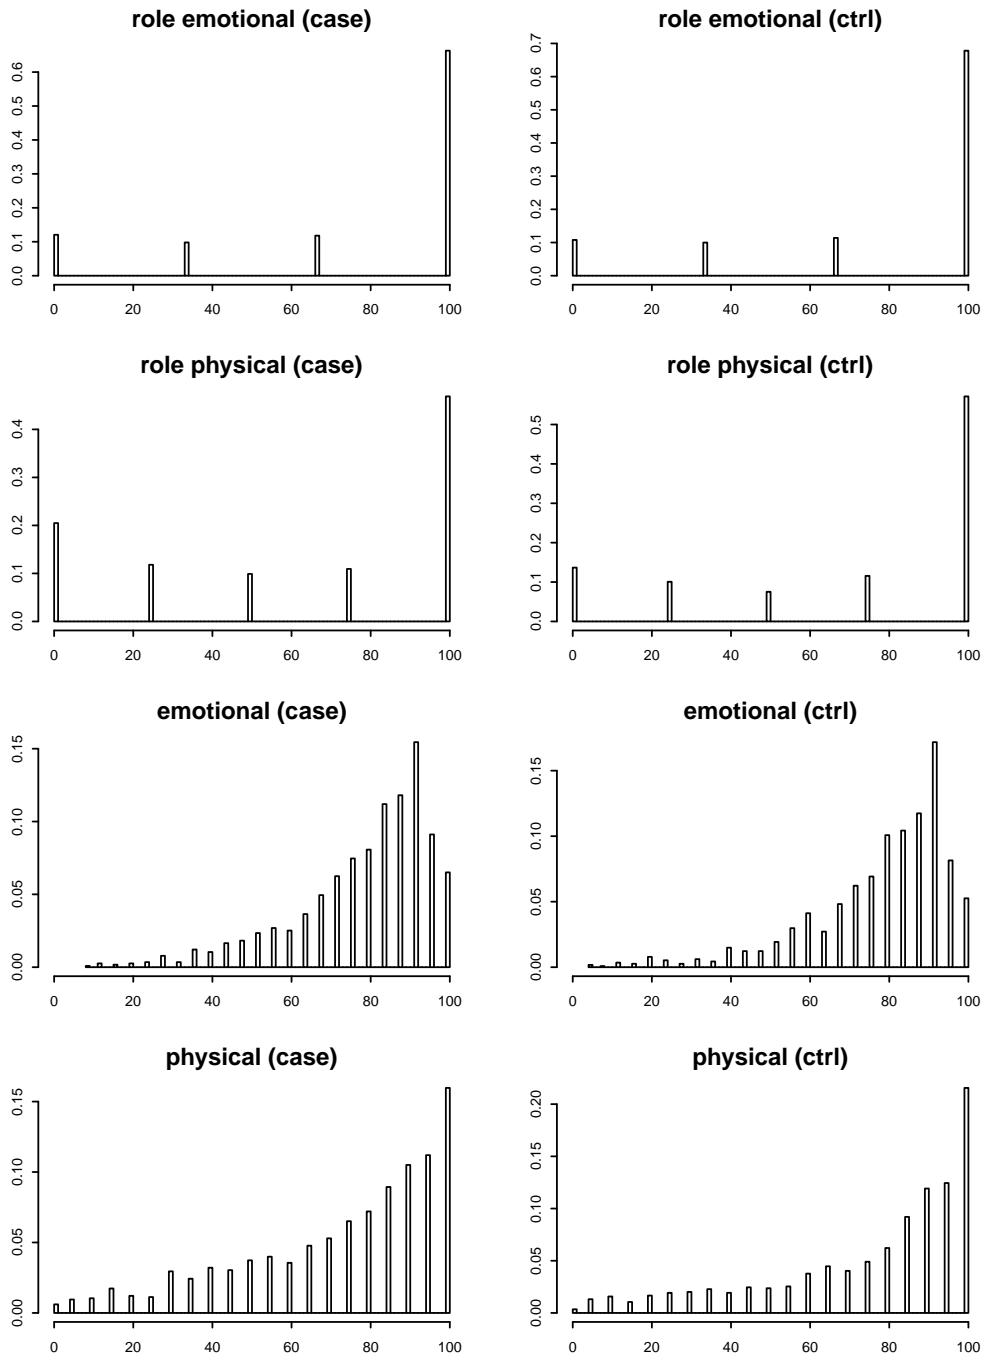 role emotional (case)
0.0 0.1 0.2 0.3 0.4 0.5 0.6
0 20 40 60 80 100
role emotional (ctrl)
0.0 0.1 0.2 0.3 0.4 0.5 0.6 0.7
0 20 40 60 80 100
role physical (case)
0.0 0.1 0.2 0.3 0.4
0 20 40 60 80 100
role physical (ctrl)
0.0 0.1 0.2 0.3 0.4 0.5
0 20 40 60 80 100
emotional (case)
0.00 0.05 0.10 0.15
0 20 40 60 80 100
emotional (ctrl)
0.00 0.05 0.10 0.15
0 20 40 60 80 100
physical (case)
0.00 0.05 0.10 0.15
0 20 40 60 80 100
physical (ctrl)
0.00 0.05 0.10 0.15 0.20
0 20 40 60 80 100